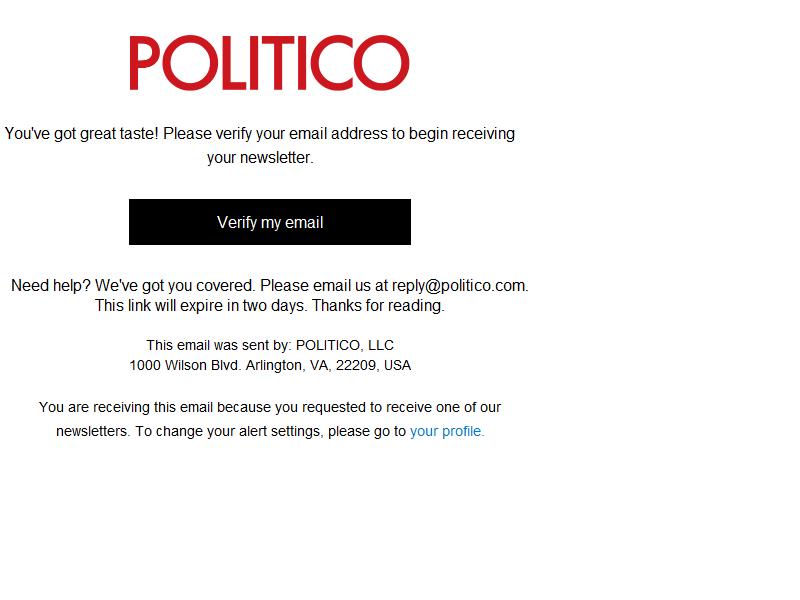 POLITICO
You've got great taste! Please verify your email address to begin receiving
your newsletter.
Verify my email
Need help? We've got you covered. Please email us at reply@politico.com.
This link will expire in two days. Thanks for reading.
This email was sent by: POLITICO, LLC
1000 Wilson Blvd. Arlington, VA, 22209, USA
You are receiving this email because you requested to receive one of our
newsletters. To change your alert settings, please go to your profile.